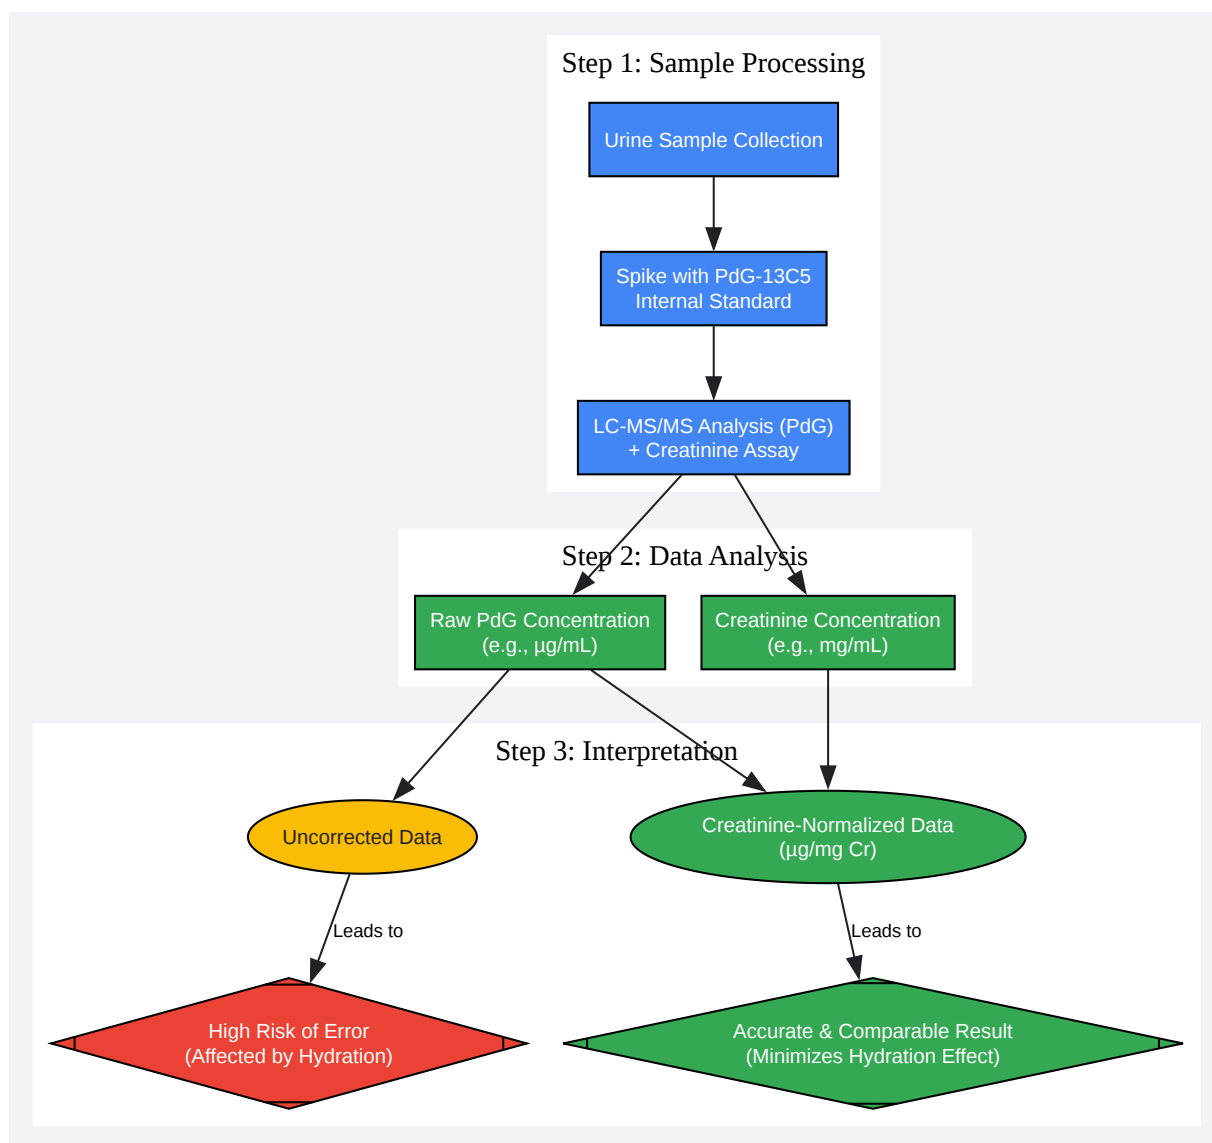 Step 1: Sample Processing
Urine Sample Collection
Spike with PdG-13C5
Internal Standard
LC-MS/MS Analysis (PdG)
+ Creatinine Assay
Step 2: Data Analysis
Raw PdG Concentration
(e.g., µg/mL)
Creatinine Concentration
(e.g., mg/mL)
Step 3: Interpretation
Uncorrected Data
Creatinine-Normalized Data
(µg/mg Cr)
Leads to
Leads to
High Risk of Error
(Affected by Hydration)
Accurate & Comparable Result
(Minimizes Hydration Effect)